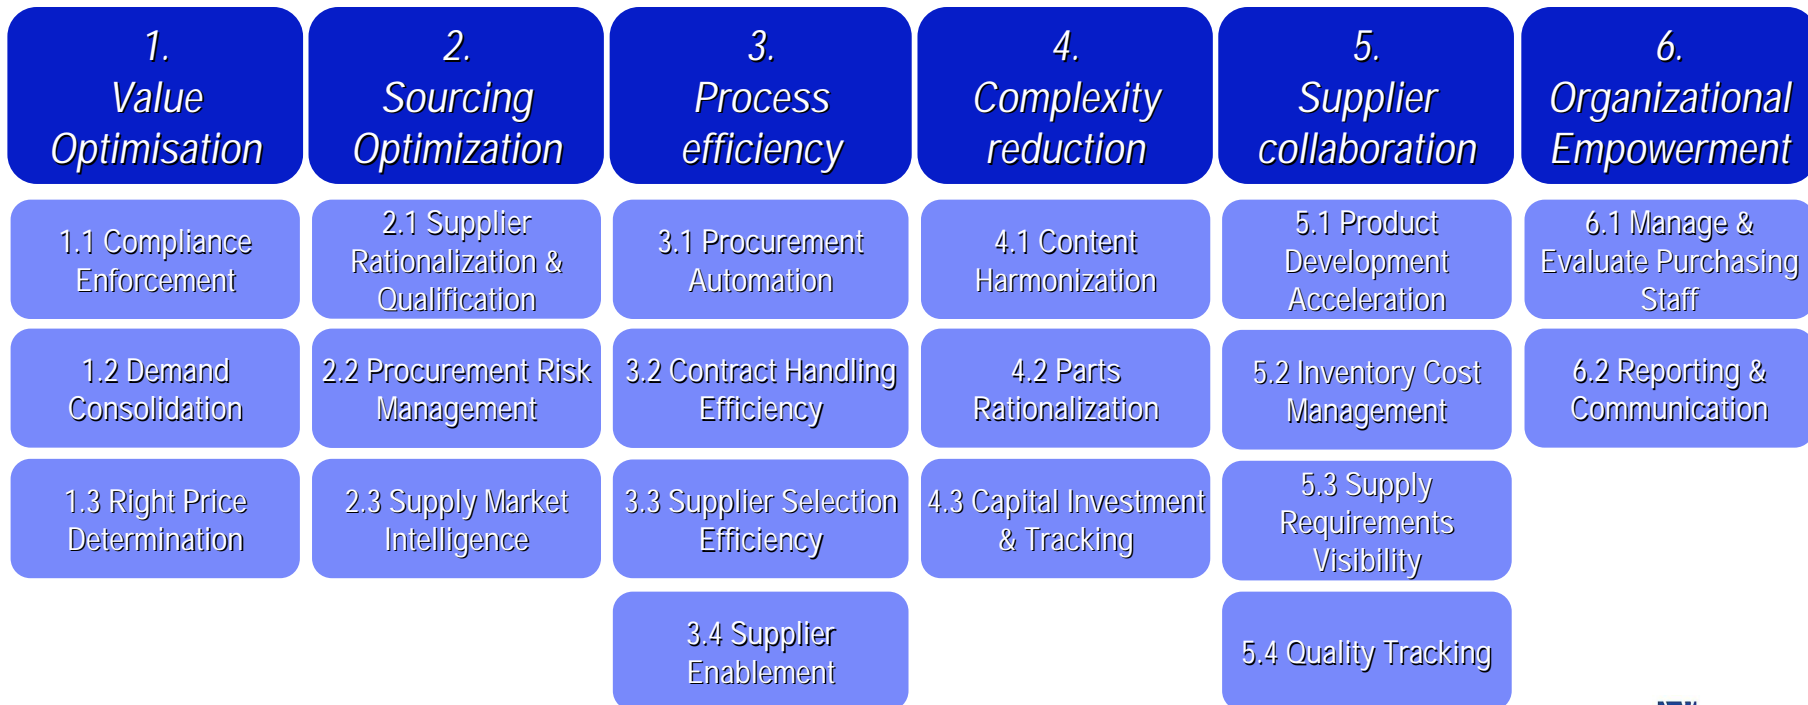 1.
Value
Optimisation
2.
Sourcing
Optimization
3.
Process
efficiency
4.
Complexity
reduction
5.
Supplier
collaboration
6.
Organizational
Empowerment
1.1 Compliance
Enforcement
2.1 Supplier
Rationalization &
Qualification
3.1 Procurement
Automation
4.1 Content
Harmonization
5.1 Product
Development
Acceleration
6.1 Manage &
Evaluate Purchasing
Staff
1.2 Demand
Consolidation
2.2 Procurement Risk
Management
3.2 Contract Handling
Efficiency
4.2 Parts
Rationalization
5.2 Inventory Cost
Management
6.2 Reporting &
Communication
1.3 Right Price
Determination
2.3 Supply Market
Intelligence
3.3 Supplier Selection
Efficiency
4.3 Capital Investment
& Tracking
5.3 Supply
Requirements
Visibility
3.4 Supplier
Enablement
5.4 Quality Tracking